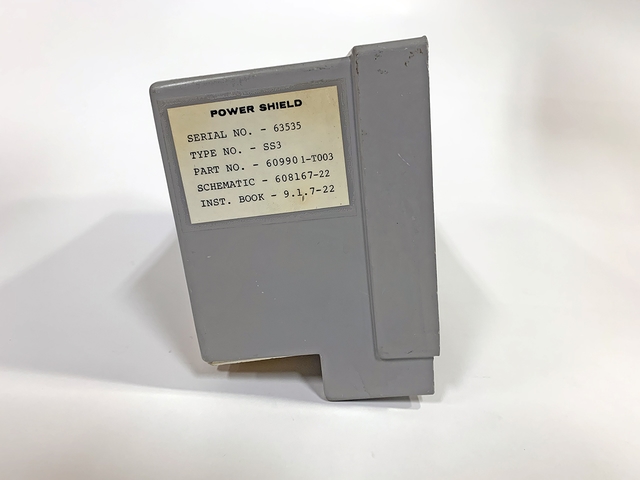 POWER SHIELD
SERIAL NO. - 63535
TYPE NO. - SS3
PART NO. - 609901-T003
SCHEMATIC - 608167-22
INST. BOOK - 9.1.7-22